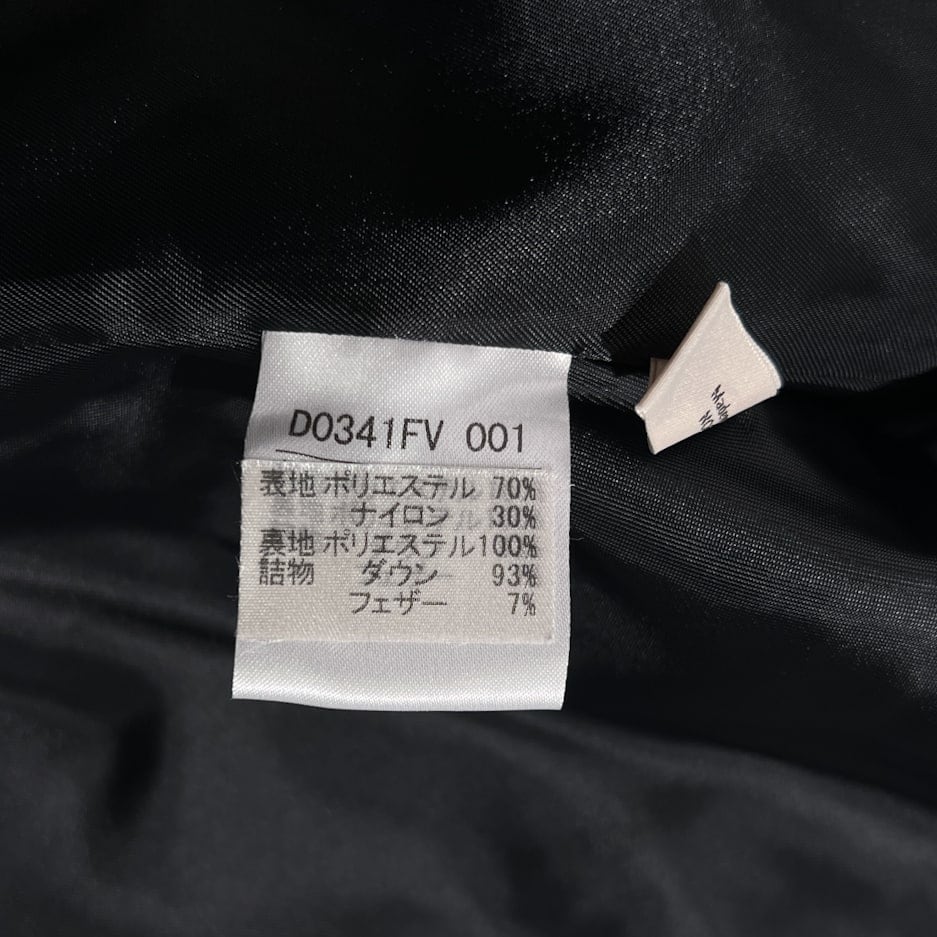 D0341FV 001
表地 ポリエステル 70%
ナイロン 30%
裏地 ポリエステル100%
詰物 ダウン 93%
フェザー 7%